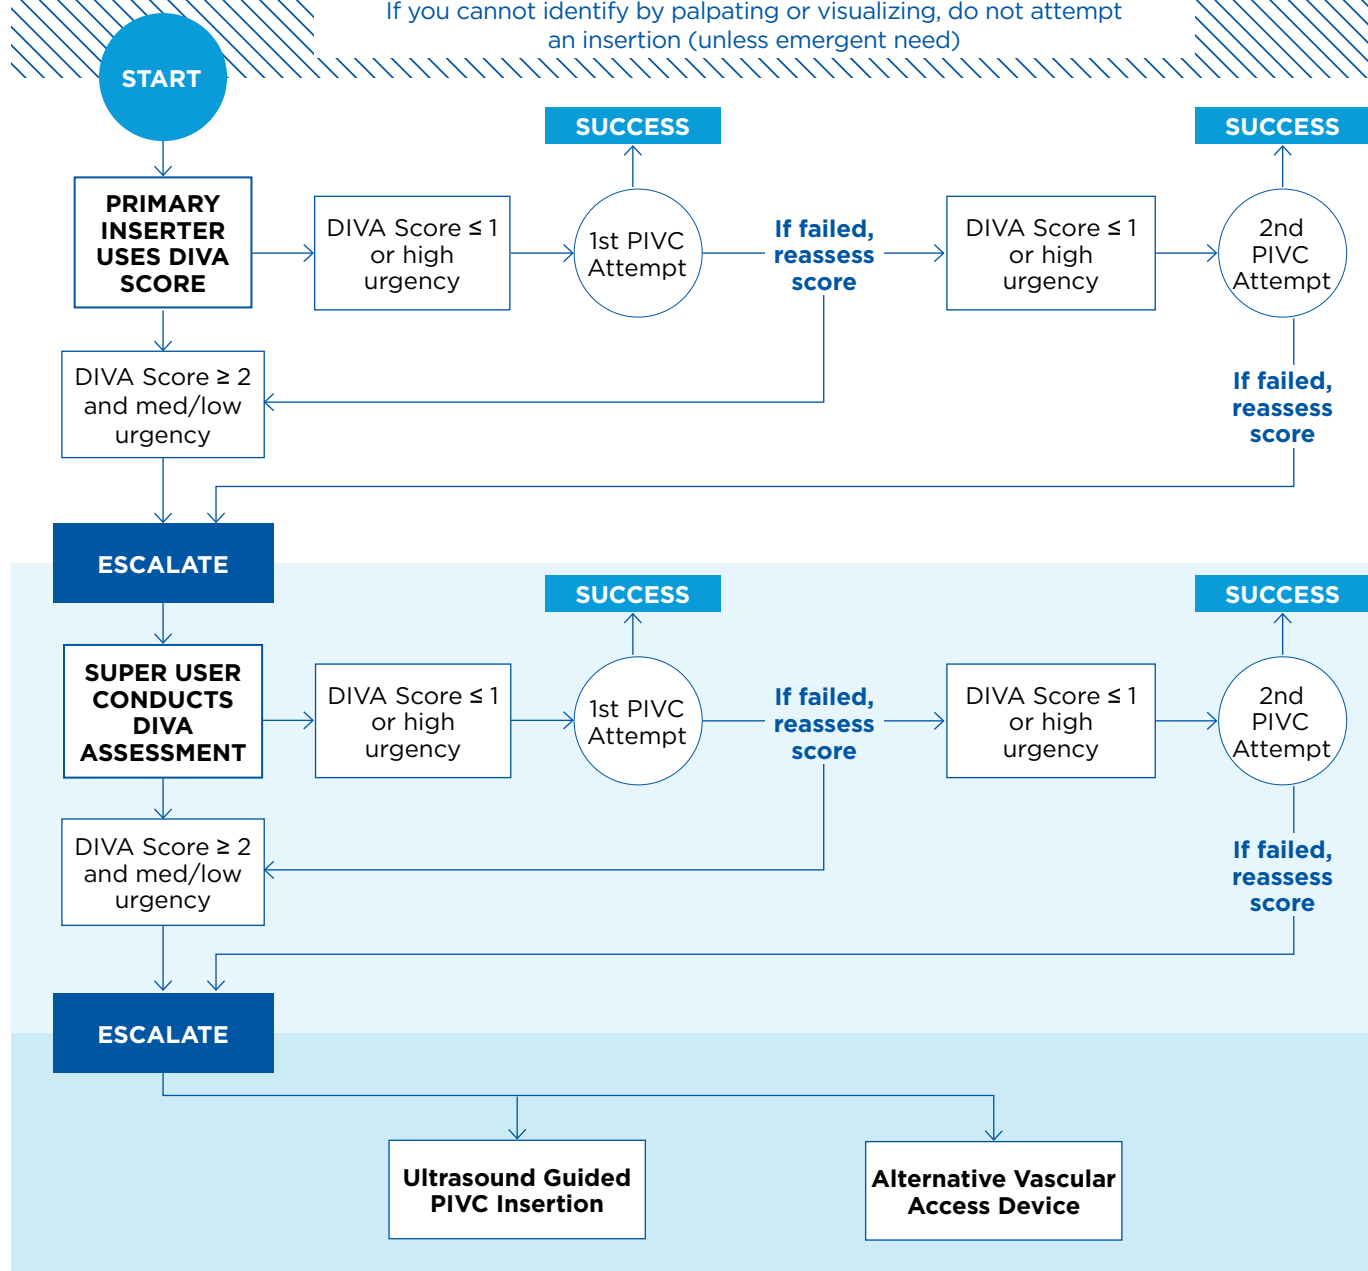 If you cannot identify by palpating or visualizing, do not attempt
an insertion (unless emergent need)
START
SUCCESS
SUCCESS
PRIMARY
INSERTER
USES DIVA
SCORE
DIVA Score ≤ 1
or high
urgency
1st PIVC
Attempt
If failed,
reassess
score
DIVA Score ≤ 1
or high
urgency
2nd
PIVC
Attempt
DIVA Score ≥ 2
and med/low
urgency
If failed,
reassess
score
ESCALATE
SUCCESS
SUCCESS
SUPER USER
CONDUCTS
DIVA
ASSESSMENT
DIVA Score ≤ 1
or high
urgency
1st PIVC
Attempt
If failed,
reassess
score
DIVA Score ≤ 1
or high
urgency
2nd
PIVC
Attempt
DIVA Score ≥ 2
and med/low
urgency
If failed,
reassess
score
ESCALATE
Ultrasound Guided
PIVC Insertion
Alternative Vascular
Access Device